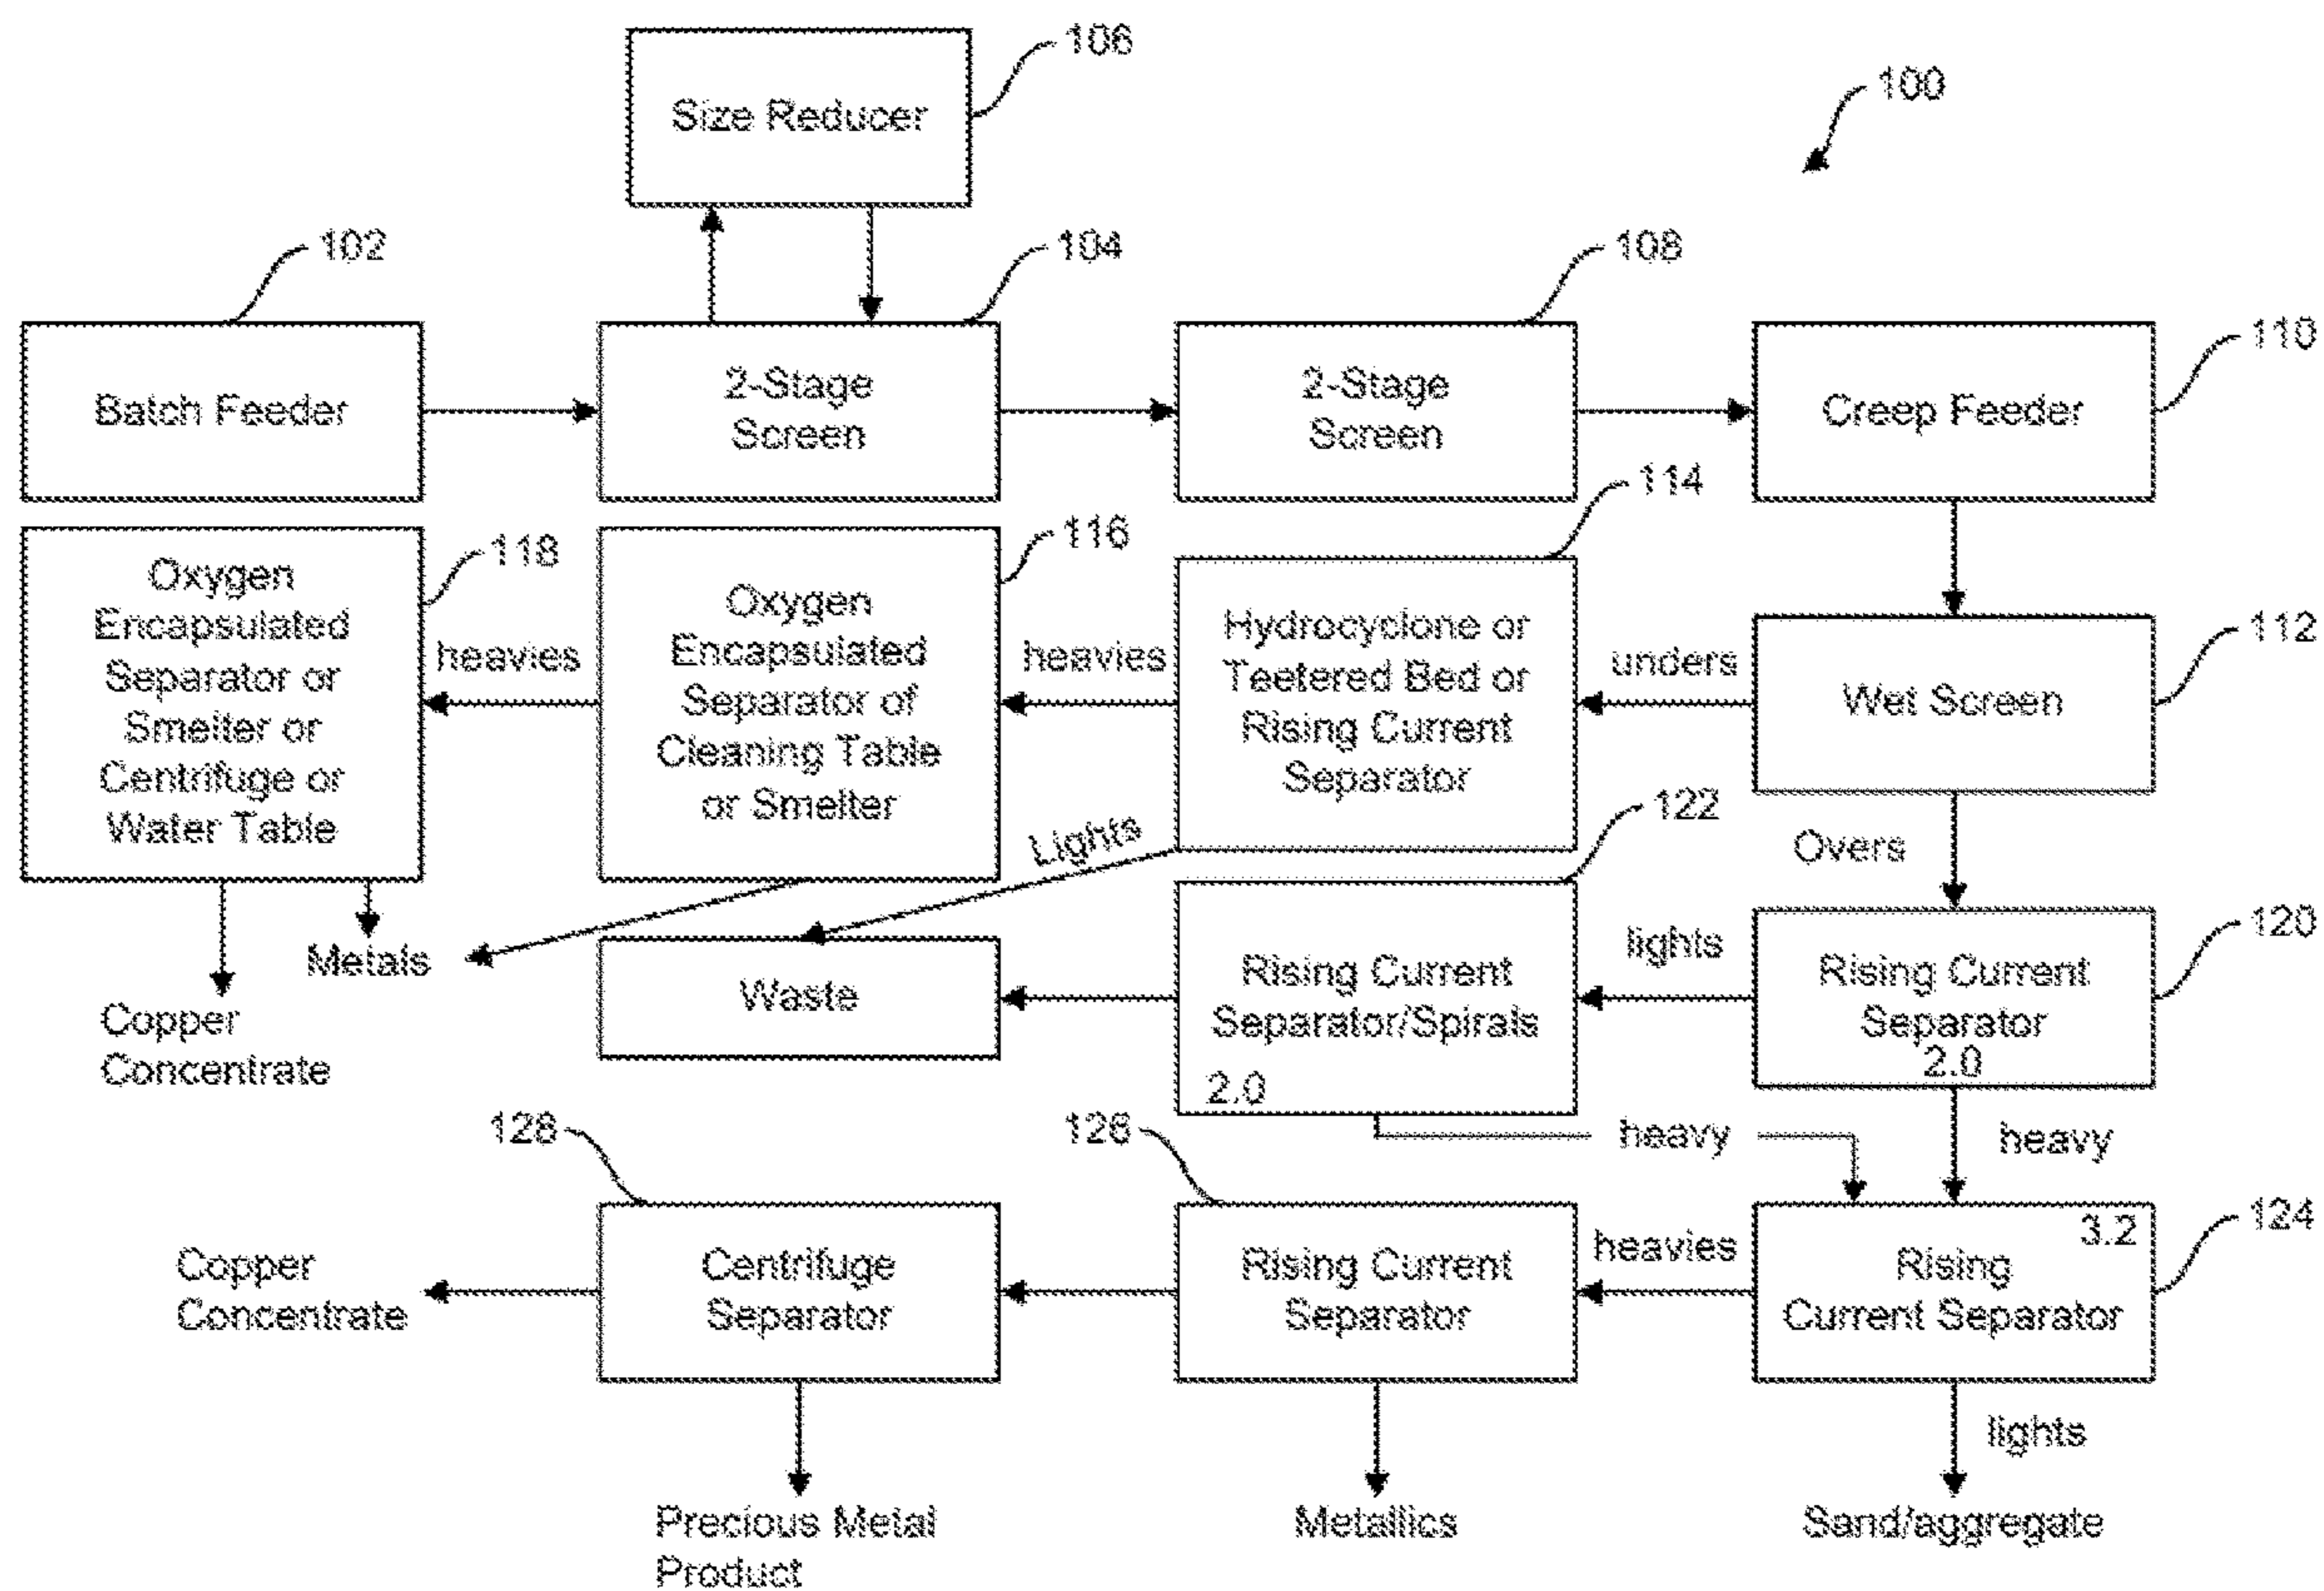 106
Size Reducer
100
102
104
108
Batch Feeder
2-Stage
Screen
2-Stage
Screen
Creep Feeder
110
114
118
Oxygen
Encapsulated
Separator or
Smelter or
Centrifuge or
Water Table
heavies
116
Oxygen
Encapsulated
Separator of
Cleaning Table
or Smelter
heavies
Hydrocyclone or
Teetered Bed or
Rising Current
Separator
unders
Wet Screen
112
Lights
122
Overs
Metals
Copper
Concentrate
Waste
Rising Current
Separator/Spirals
2.0
lights
Rising Current
Separator
2.0
120
128
126
heavy
heavy
Copper
Concentrate
Centrifuge
Separator
Rising Current
Separator
heavies
3.2
Rising
Current Separator
124
lights
Precious Metal
Product
Metallics
Sand/aggregate